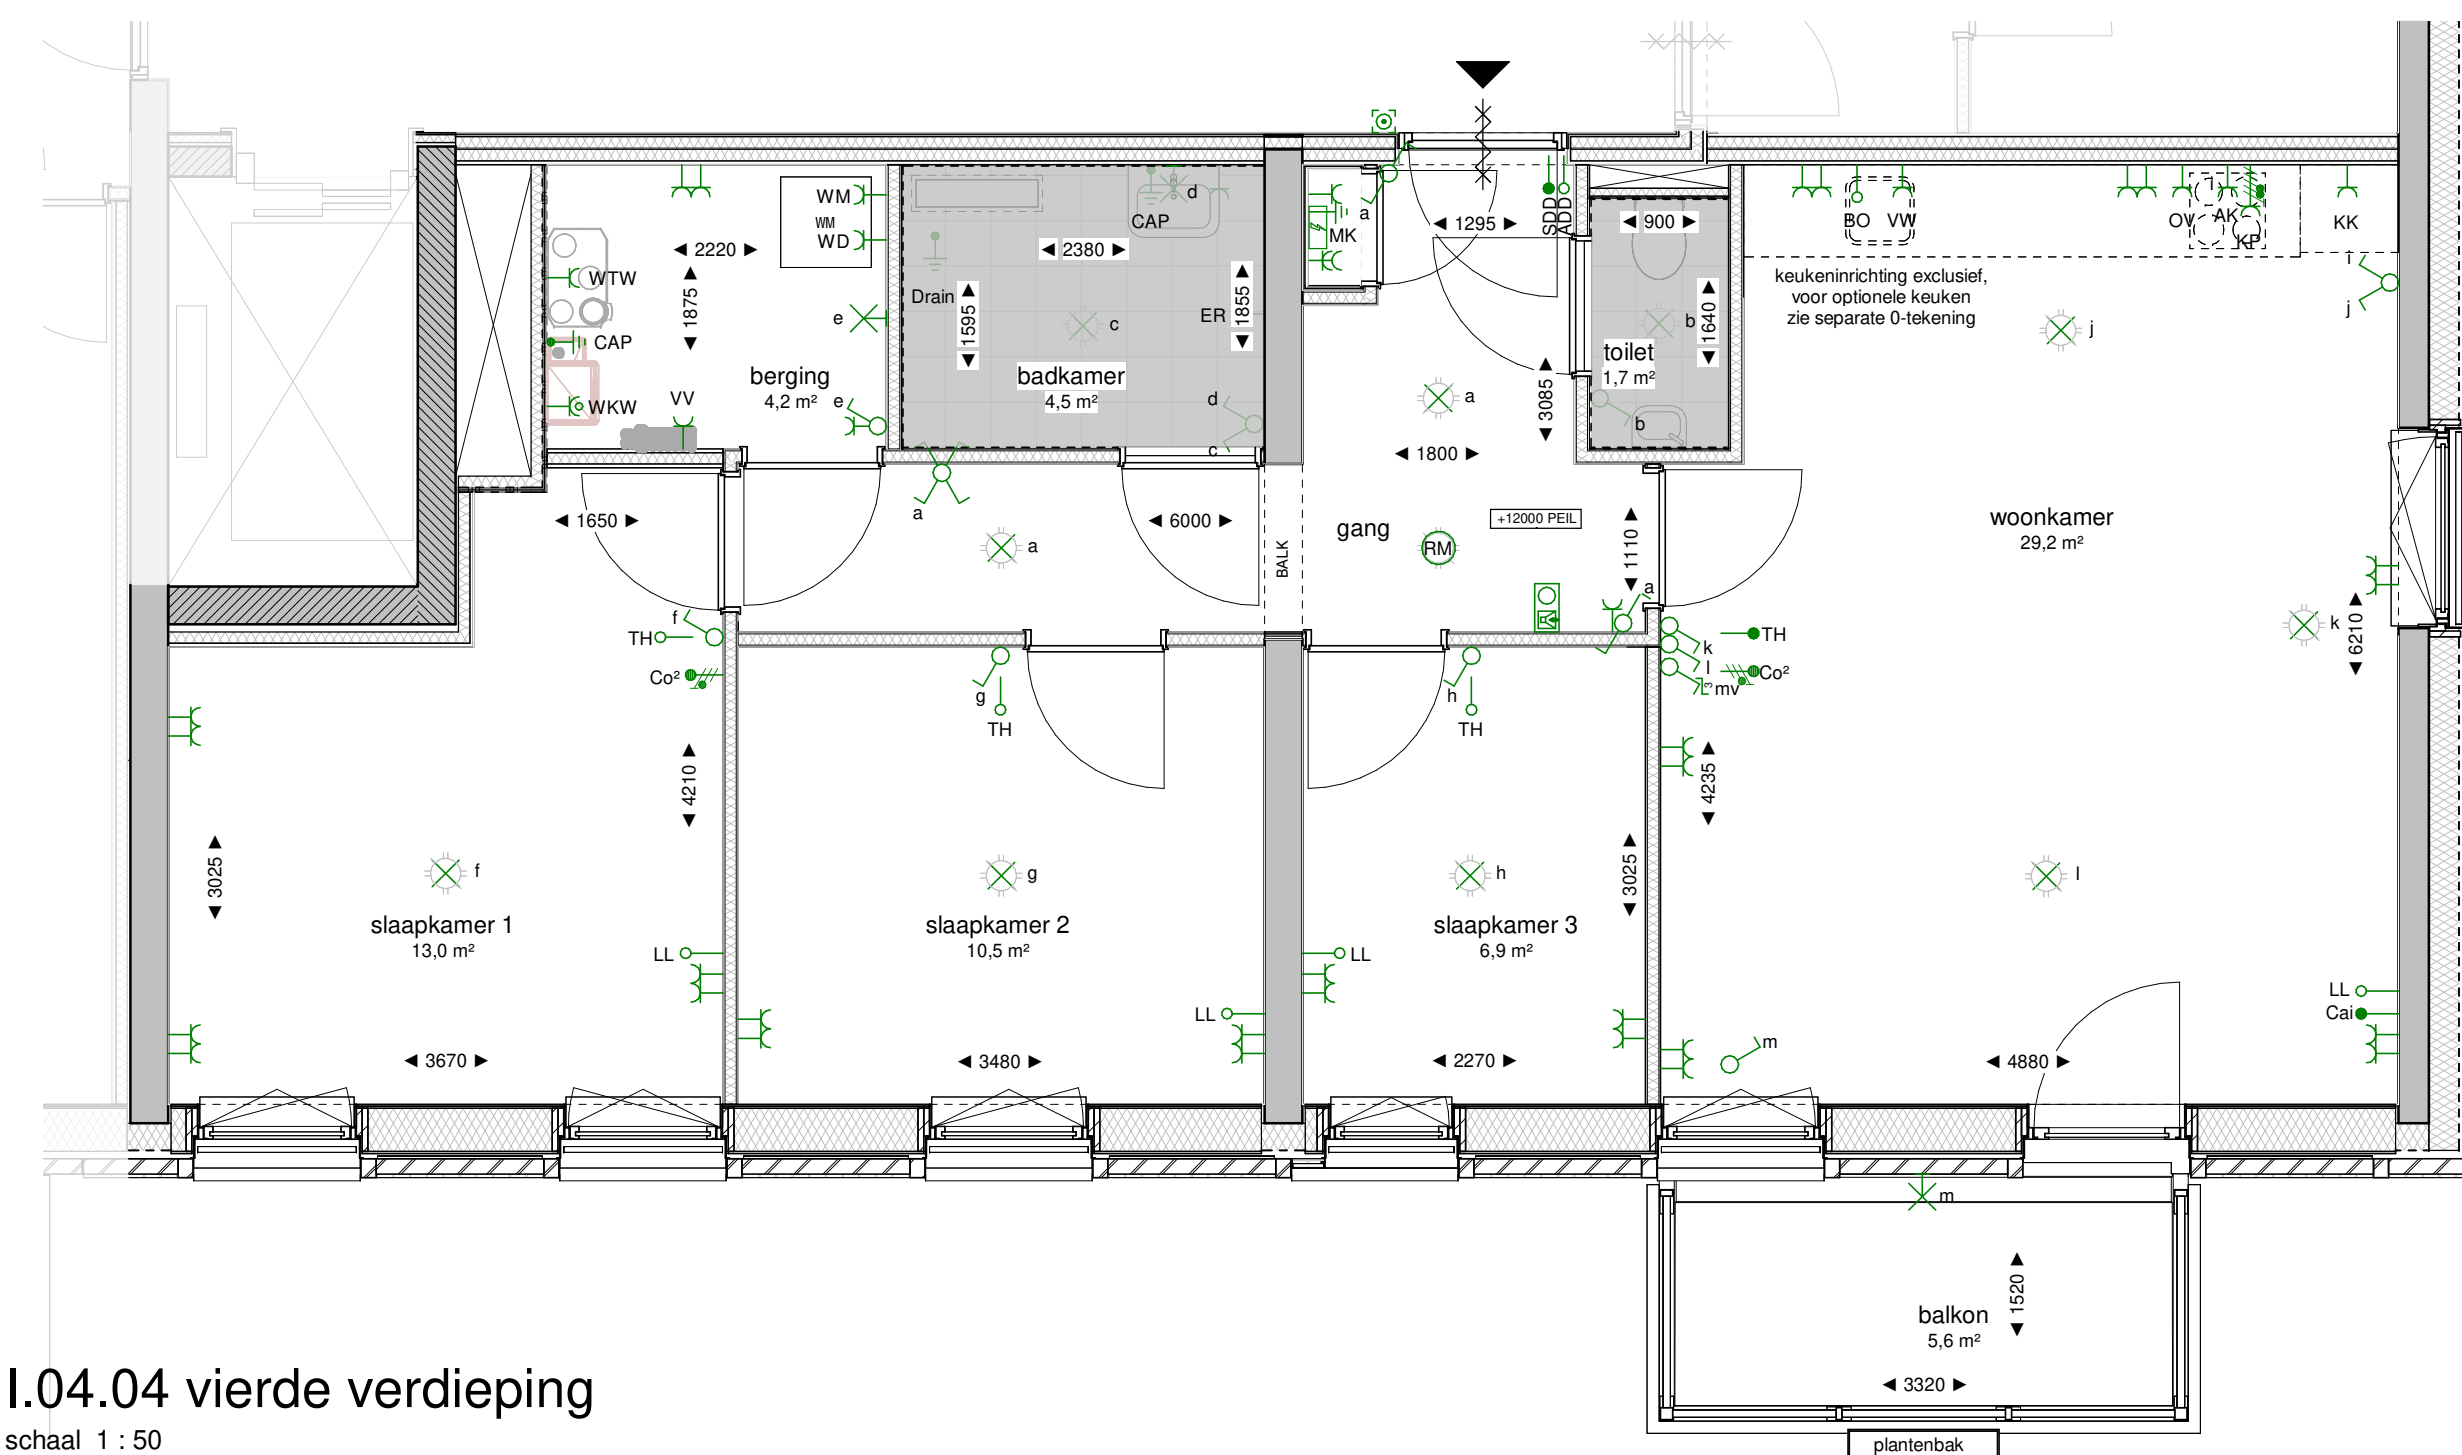 WM
WM
WD
WTW
CAP
WKW
VV
◄ 2220 ►
◄ 1875 ►
e
berging
4,2 m²
e
◄ 2380 ►
CAP
d
Drain
◄ 1595 ►
ER
◄ 1855 ►
c
badkamer
4,5 m²
d
c
a
MK
◄ 1295 ►
SDD
ADD
◄ 900 ►
b
◄ 1640 ►
toilet
1,7 m²
b
a
◄ 3085 ►
◄ 1800 ►
BO
VW
OV
AK
KP
KK
i
j
keukeninrichting exclusief,
voor optionele keuken
zie separate 0-tekening
j
◄ 1650 ►
a
a
◄ 6000 ►
BALK
gang
RM
+12000 PEIL
◄ 1110 ►
a
woonkamer
29,2 m²
k
◄ 6210 ►
f
TH
Co²
g
TH
h
TH
k
l
³mv
TH
Co²
◄ 4210 ►
◄ 4235 ►
◄ 3025 ►
f
slaapkamer 1
13,0 m²
LL
◄ 3670 ►
g
slaapkamer 2
10,5 m²
LL
◄ 3480 ►
h
◄ 3025 ►
slaapkamer 3
6,9 m²
LL
◄ 2270 ►
l
m
LL
Cai
◄ 4880 ►
m
balkon
5,6 m²
◄ 1520 ►
◄ 3320 ►
plantenbak
I.04.04 vierde verdieping
schaal 1 : 50